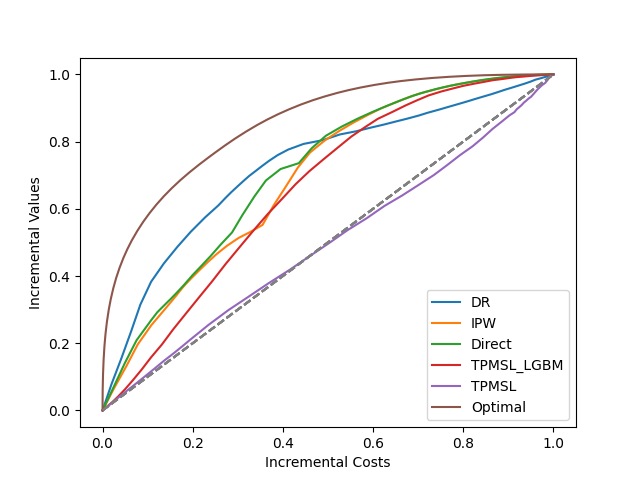 1.0
0.8
0.6
0.4
0.2
0.0
Incremental Values
DR
IPW
Direct
TPMSL_LGBM
TPMSL
Optimal
0.0 0.2 0.4 0.6 0.8 1.0
Incremental Costs